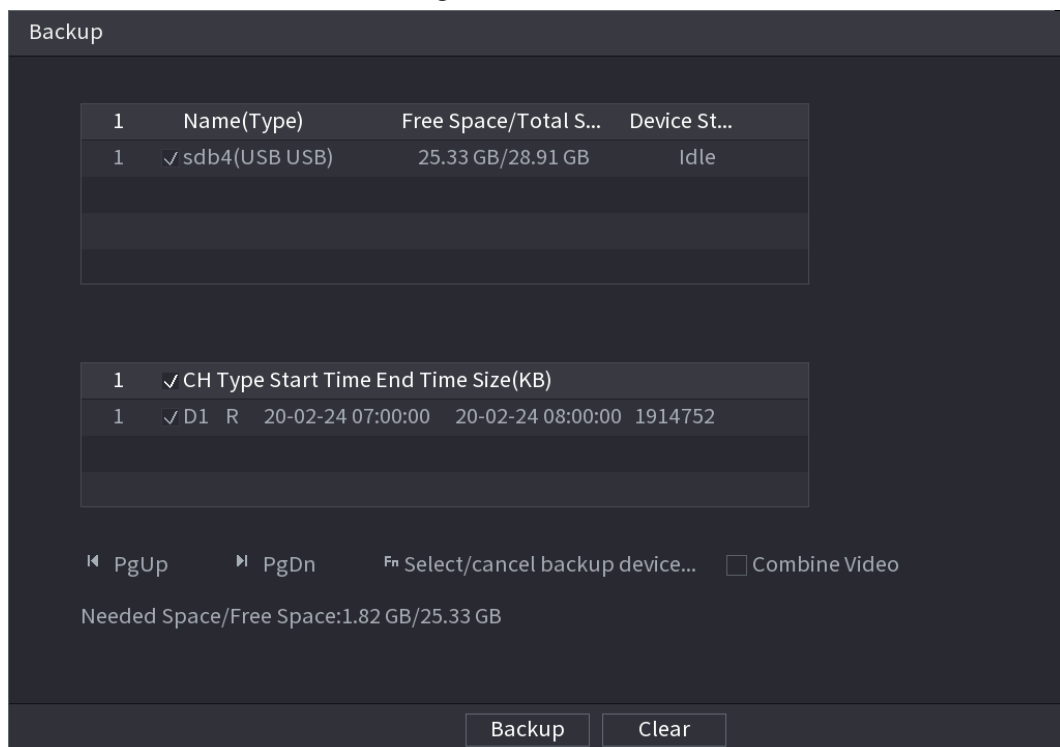 Backup
1 Name(Type) Free Space/Total S... Device St...
1 sdb4(USB USB) 25.33 GB/28.91 GB Idle
1 CH Type Start Time End Time Size(KB)
1 D1 R 20-02-24 07:00:00 20-02-24 08:00:00 1914752
PgUp PgDn Fn Select/cancel backup device... Combine Video
Needed Space/Free Space:1.82 GB/25.33 GB
Backup Clear